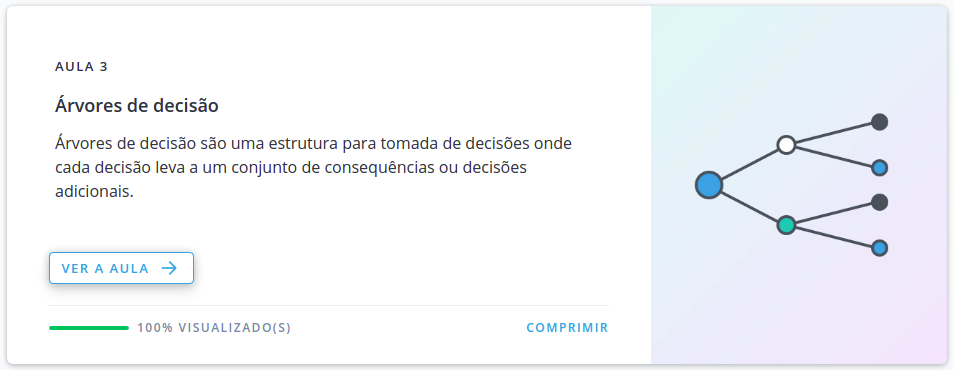 AULA 3
Árvores de decisão
Árvores de decisão são uma estrutura para tomada de decisões onde
cada decisão leva a um conjunto de consequências ou decisões
adicionais.
VER A AULA
100% VISUALIZADO(S)
COMPRIMIR